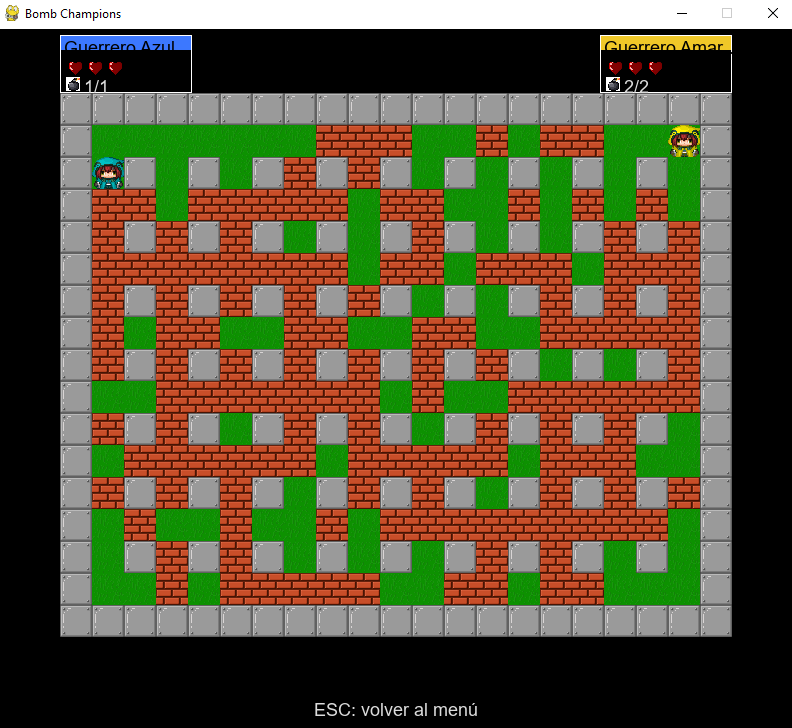 Bomb Champions
Guerrero Azul
Guerrero Amar
1/1
2/2
ESC: volver al menú